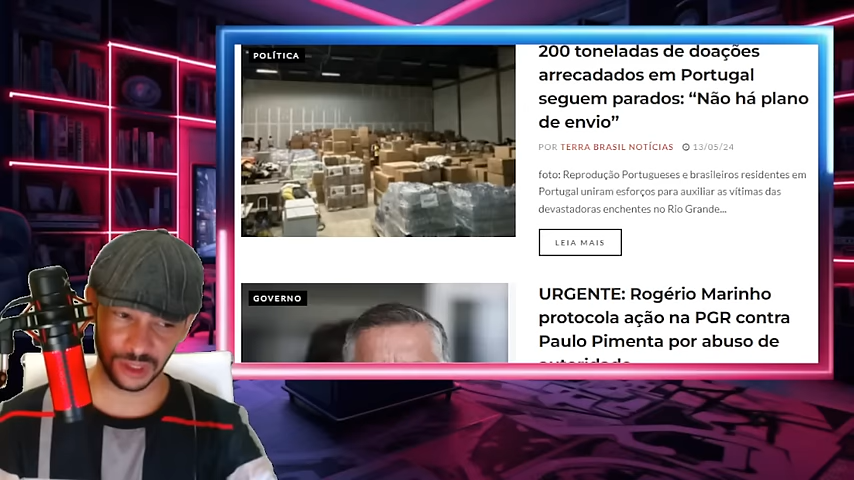 POLÍTICA
200 toneladas de doações
arrecadados em Portugal
seguem parados: “Não há plano
de envio”
POR TERRA BRASIL NOTÍCIAS 13/05/24
foto: Reprodução Portugueses e brasileiros residentes em
Portugal uniram esforços para auxiliar as vítimas das
devastadoras enchentes no Rio Grande...
LEIA MAIS
GOVERNO
URGENTE: Rogério Marinho
protocola ação na PGR contra
Paulo Pimenta por abuso de
autoridade